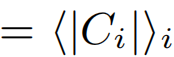 = ⟨|C_i|⟩_i